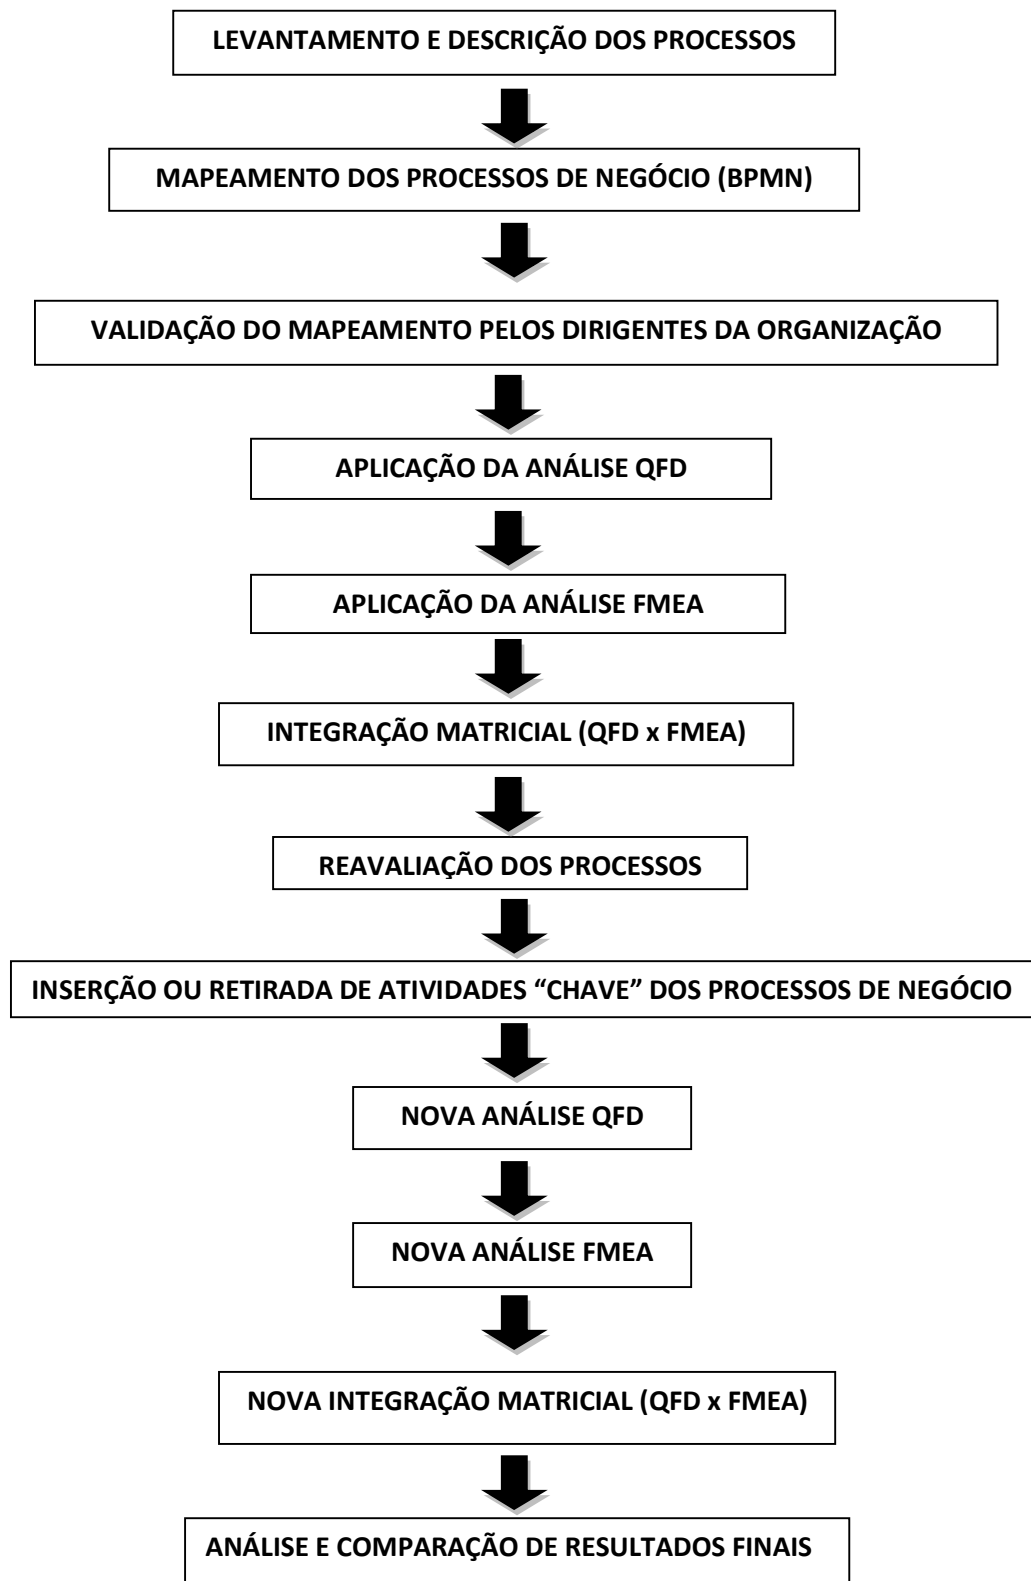 LEVANTAMENTO E DESCRIÇÃO DOS PROCESSOS
MAPEAMENTO DOS PROCESSOS DE NEGÓCIO (BPMN)
VALIDAÇÃO DO MAPEAMENTO PELOS DIRIGENTES DA ORGANIZAÇÃO
APLICAÇÃO DA ANÁLISE QFD
APLICAÇÃO DA ANÁLISE FMEA
INTEGRAÇÃO MATRICIAL (QFD x FMEA)
REAVALIAÇÃO DOS PROCESSOS
INSERÇÃO OU RETIRADA DE ATIVIDADES “CHAVE” DOS PROCESSOS DE NEGÓCIO
NOVA ANÁLISE QFD
NOVA ANÁLISE FMEA
NOVA INTEGRAÇÃO MATRICIAL (QFD x FMEA)
ANÁLISE E COMPARAÇÃO DE RESULTADOS FINAIS